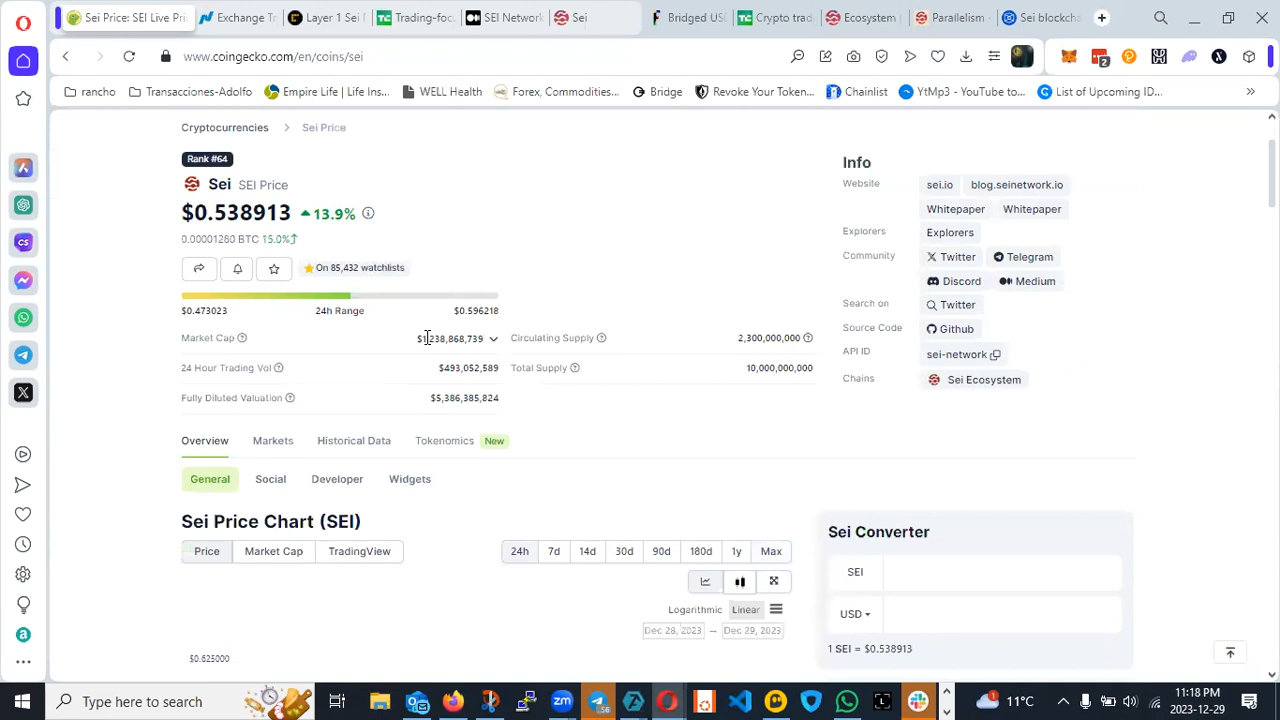 Sei Price: SEI Live Pri
Exchange Tr
Layer 1 Sei N
Trading-foc
SEI Network
Sei
Bridged US
Crypto trad
Ecosystem
Parallelism
Sei blockch
www.coingecko.com/en/coins/sei
2
rancho
Transacciones-Adolfo
Empire Life | Life Ins...
WELL Health
Forex, Commodities...
Bridge
Revoke Your Token...
Chainlist
YtMp3 - YouTube to...
List of Upcoming ID...
Cryptocurrencies
Sei Price
Rank #64
Sei SEI Price
$0.538913 13.9%
0.00001280 BTC 15.0%
On 85,432 watchlists
$0.473023 24h Range $0.596218
Market Cap $1,238,868,739
Circulating Supply 2,300,000,000
24 Hour Trading Vol $493,052,589
Total Supply 10,000,000,000
Fully Diluted Valuation $5,386,385,824
Info
Website sei.io blog.seinetwork.io
Whitepaper Whitepaper
Explorers Explorers
Community Twitter Telegram
Discord Medium
Search on Twitter
Source Code Github
API ID sei-network
Chains Sei Ecosystem
Overview Markets Historical Data Tokenomics New
General Social Developer Widgets
Sei Price Chart (SEI)
Price Market Cap TradingView
24h 7d 14d 30d 90d 180d 1y Max
Logarithmic Linear
Dec 28, 2023 → Dec 29, 2023
$0.625000
Sei Converter
SEI
USD
1 SEI = $0.538913
Type here to search
zm
56
11°C
11:18 PM
2023-12-29